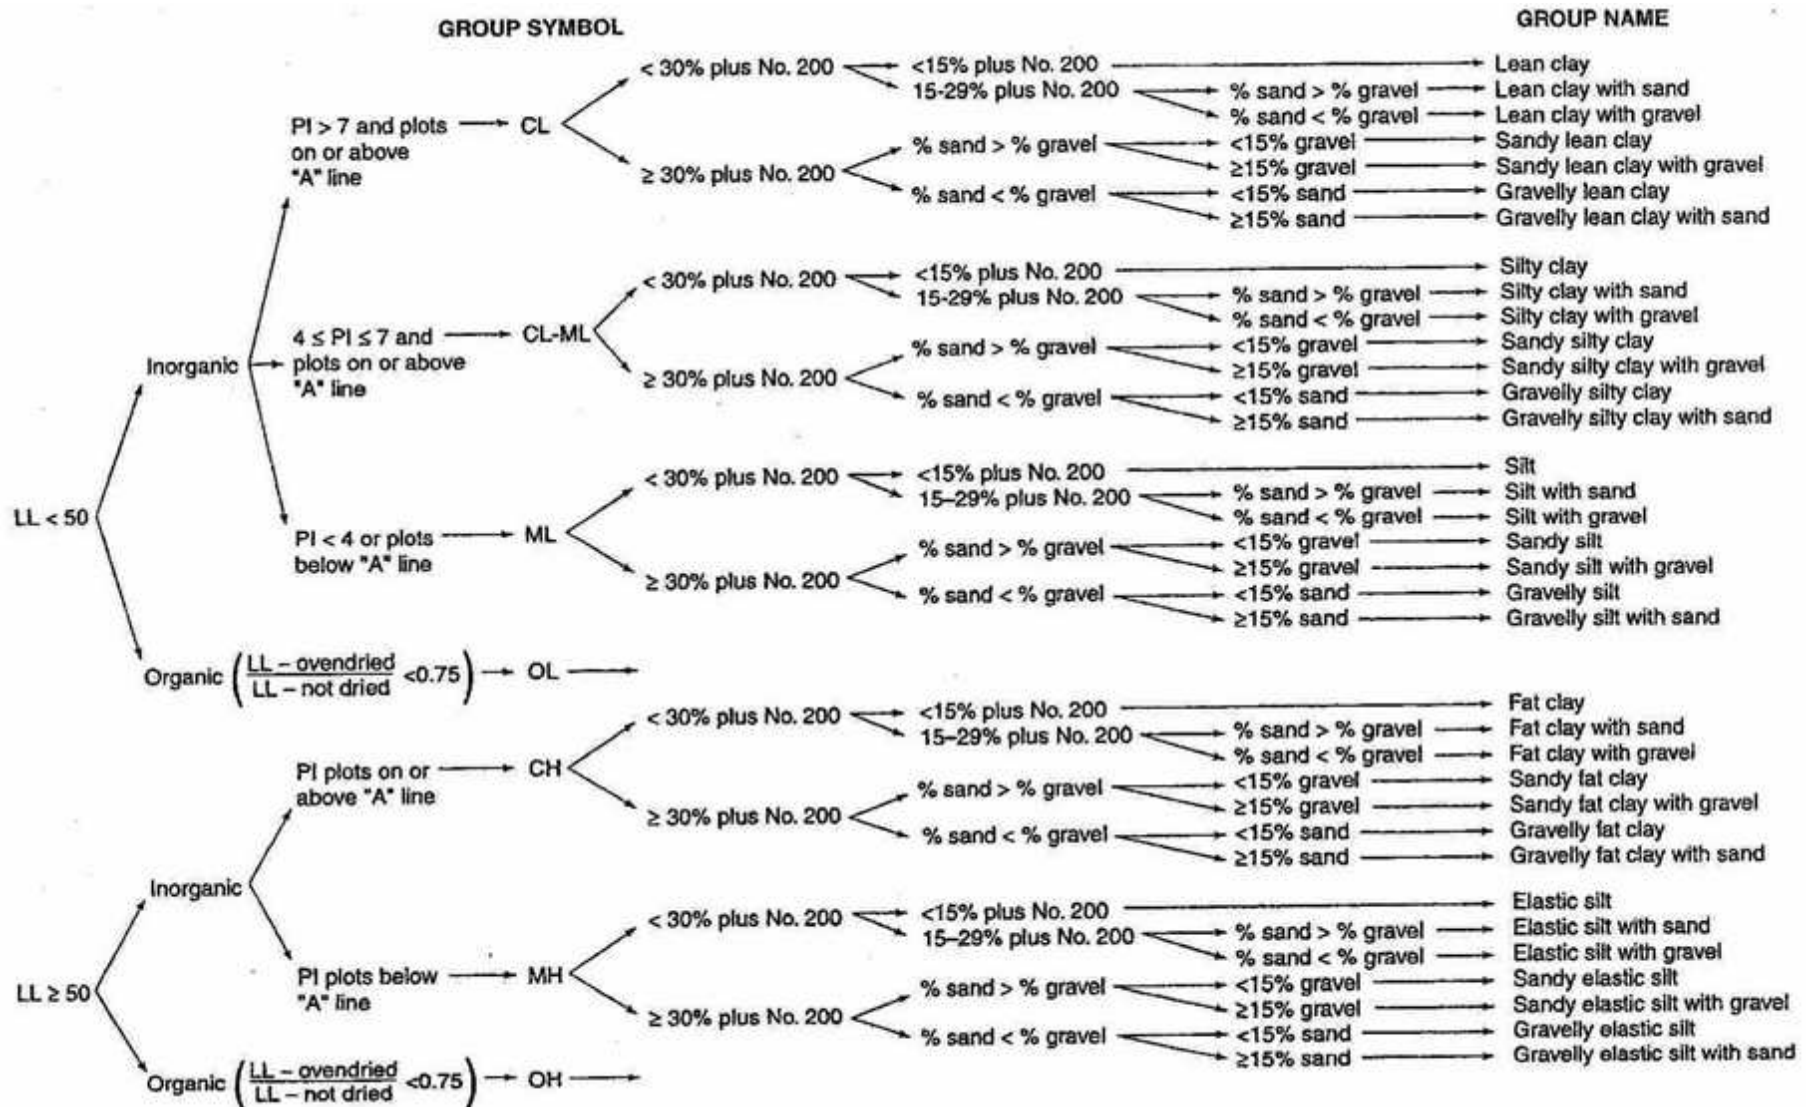 GROUP SYMBOL
GROUP NAME
< 30% plus No. 200
<15% plus No. 200
Lean clay
15-29% plus No. 200
% sand > % gravel
Lean clay with sand
% sand < % gravel
Lean clay with gravel
PI > 7 and plots
on or above
"A" line
CL
≥ 30% plus No. 200
% sand > % gravel
<15% gravel
Sandy lean clay
≥15% gravel
Sandy lean clay with gravel
% sand < % gravel
<15% sand
Gravelly lean clay
≥15% sand
Gravelly lean clay with sand
< 30% plus No. 200
<15% plus No. 200
Silty clay
15-29% plus No. 200
% sand > % gravel
Silty clay with sand
% sand < % gravel
Silty clay with gravel
Inorganic
4 ≤ PI ≤ 7 and
plots on or above
"A" line
CL-ML
≥ 30% plus No. 200
% sand > % gravel
<15% gravel
Sandy silty clay
≥15% gravel
Sandy silty clay with gravel
% sand < % gravel
<15% sand
Gravelly silty clay
≥15% sand
Gravelly silty clay with sand
< 30% plus No. 200
<15% plus No. 200
Silt
15–29% plus No. 200
% sand > % gravel
Silt with sand
% sand < % gravel
Silt with gravel
LL < 50
PI < 4 or plots
below "A" line
ML
≥ 30% plus No. 200
% sand > % gravel
<15% gravel
Sandy silt
≥15% gravel
Sandy silt with gravel
% sand < % gravel
<15% sand
Gravelly silt
≥15% sand
Gravelly silt with sand
Organic (LL – ovendried
LL – not dried <0.75)
OL
< 30% plus No. 200
<15% plus No. 200
Fat clay
15–29% plus No. 200
% sand > % gravel
Fat clay with sand
% sand < % gravel
Fat clay with gravel
PI plots on or
above "A" line
CH
≥ 30% plus No. 200
% sand > % gravel
<15% gravel
Sandy fat clay
≥15% gravel
Sandy fat clay with gravel
% sand < % gravel
<15% sand
Gravelly fat clay
≥15% sand
Gravelly fat clay with sand
Inorganic
< 30% plus No. 200
<15% plus No. 200
Elastic silt
15–29% plus No. 200
% sand > % gravel
Elastic silt with sand
% sand < % gravel
Elastic silt with gravel
LL ≥ 50
PI plots below
"A" line
MH
≥ 30% plus No. 200
% sand > % gravel
<15% gravel
Sandy elastic silt
≥15% gravel
Sandy elastic silt with gravel
% sand < % gravel
<15% sand
Gravelly elastic silt
≥15% sand
Gravelly elastic silt with sand
Organic (LL – ovendried
LL – not dried <0.75)
OH